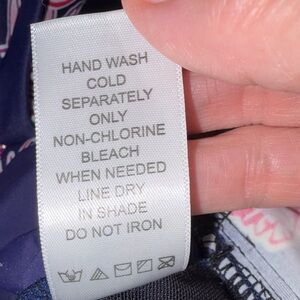 HAND WASH
COLD
SEPARATELY
ONLY
NON-CHLORINE
BLEACH
WHEN NEEDED
LINE DRY
IN SHADE
DO NOT IRON